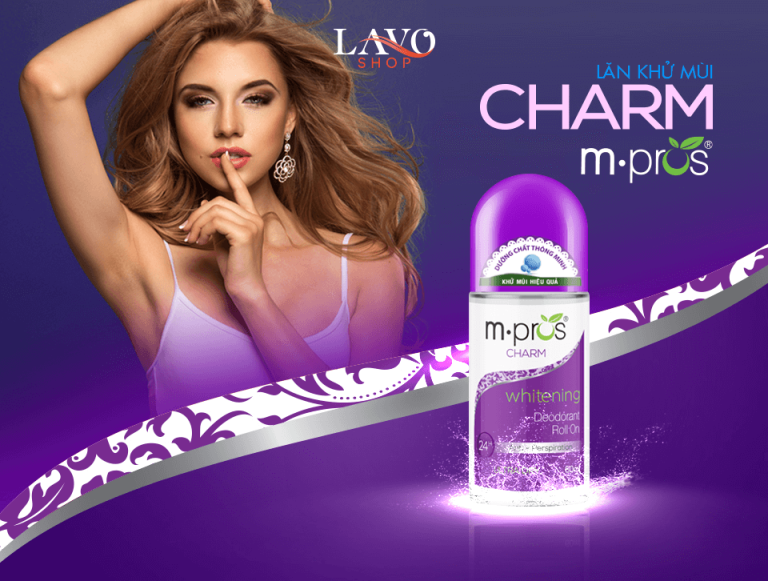 LAVO
SHOP
LĂN KHỬ MÙI
CHARM
m·pros®
DƯỠNG CHẤT THÔNG MINH
KHỬ MÙI HIỆU QUẢ
m·pros®
CHARM
whitening
Deodorant
Roll On
24
Perspiration